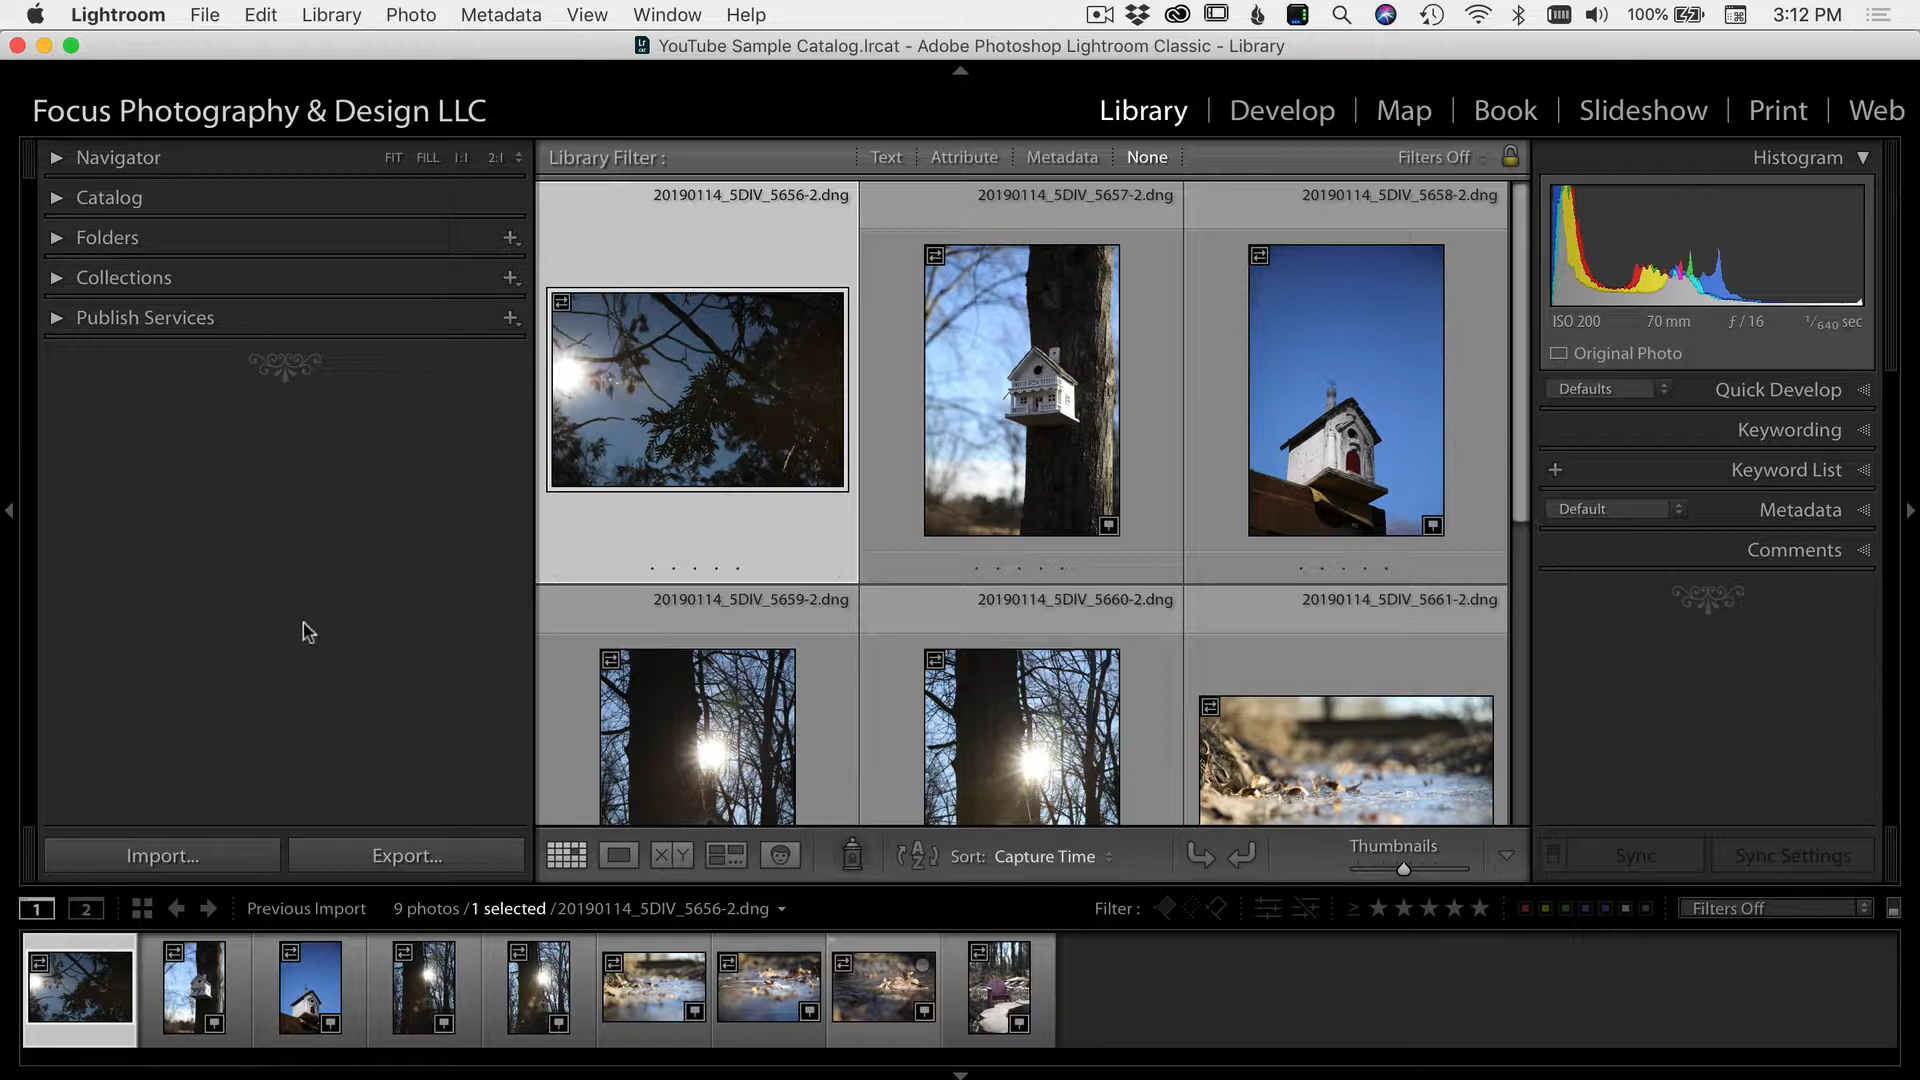 Lightroom File Edit Library Photo Metadata View Window Help 100% 3:12 PM
YouTube Sample Catalog.lrcat - Adobe Photoshop Lightroom Classic - Library
Focus Photography & Design LLC
Library | Develop | Map | Book | Slideshow | Print | Web
Navigator FIT FILL 1:1 2:1
Catalog
Folders
Collections
Publish Services
Library Filter : Text Attribute Metadata None Filters Off
20190114_5DIV_5656-2.dng
20190114_5DIV_5657-2.dng
20190114_5DIV_5658-2.dng
20190114_5DIV_5659-2.dng
20190114_5DIV_5660-2.dng
20190114_5DIV_5661-2.dng
Histogram
ISO 200 70 mm ƒ / 16 1/640 sec
Original Photo
Defaults Quick Develop
Keywording
Keyword List
Default Metadata
Comments
Import... Export...
X Y
Sort: Capture Time
Thumbnails
Sync Sync Settings
1 2 Previous Import 9 photos / 1 selected / 20190114_5DIV_5656-2.dng
Filter : ≥ Filters Off